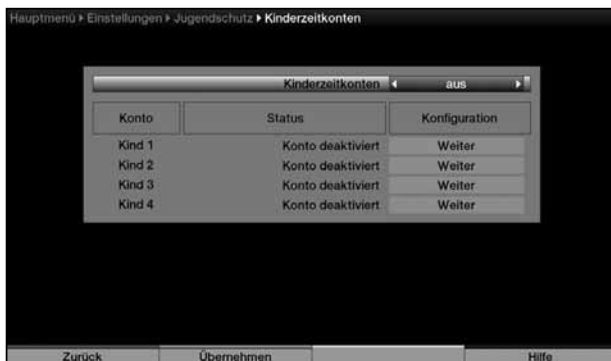 Hauptmenü ▸ Einstellungen ▸ Jugendschutz ▸ Kinderzeitkonten
Kinderzeitkonten ◂ aus ▸
Konto Status Konfiguration
Kind 1 Konto deaktiviert Weiter
Kind 2 Konto deaktiviert Weiter
Kind 3 Konto deaktiviert Weiter
Kind 4 Konto deaktiviert Weiter
Zurück Übernehmen Hilfe